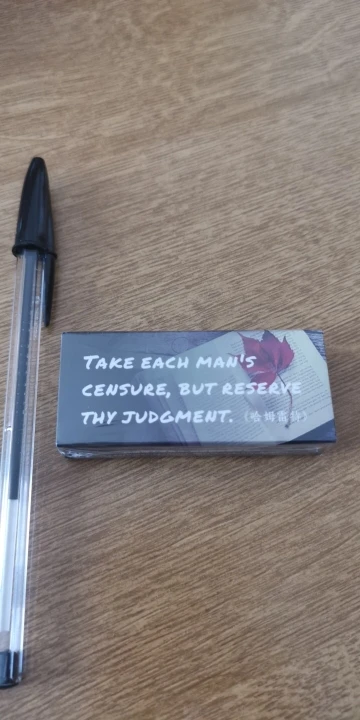 TAKE EACH MAN'S
CENSURE, BUT RESERVE
THY JUDGMENT. 《哈姆雷特》